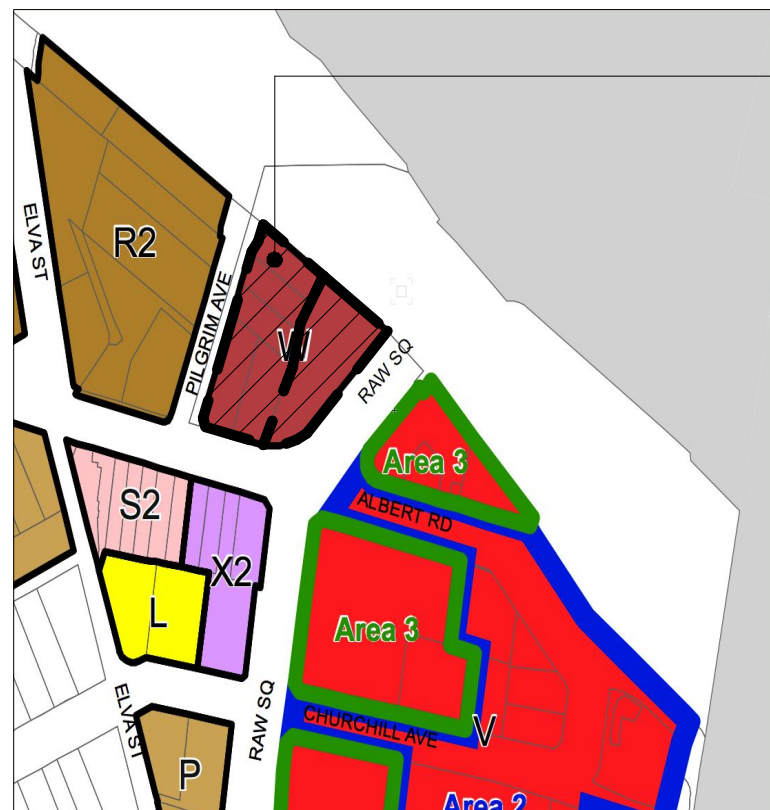 ELVA ST
R2
PILGRIM AVE
W
RAW SQ
Area 3
ALBERT RD
S2
X2
L
Area 3
ELVA ST
RAW SQ
CHURCHILL AVE
V
P
Area 2